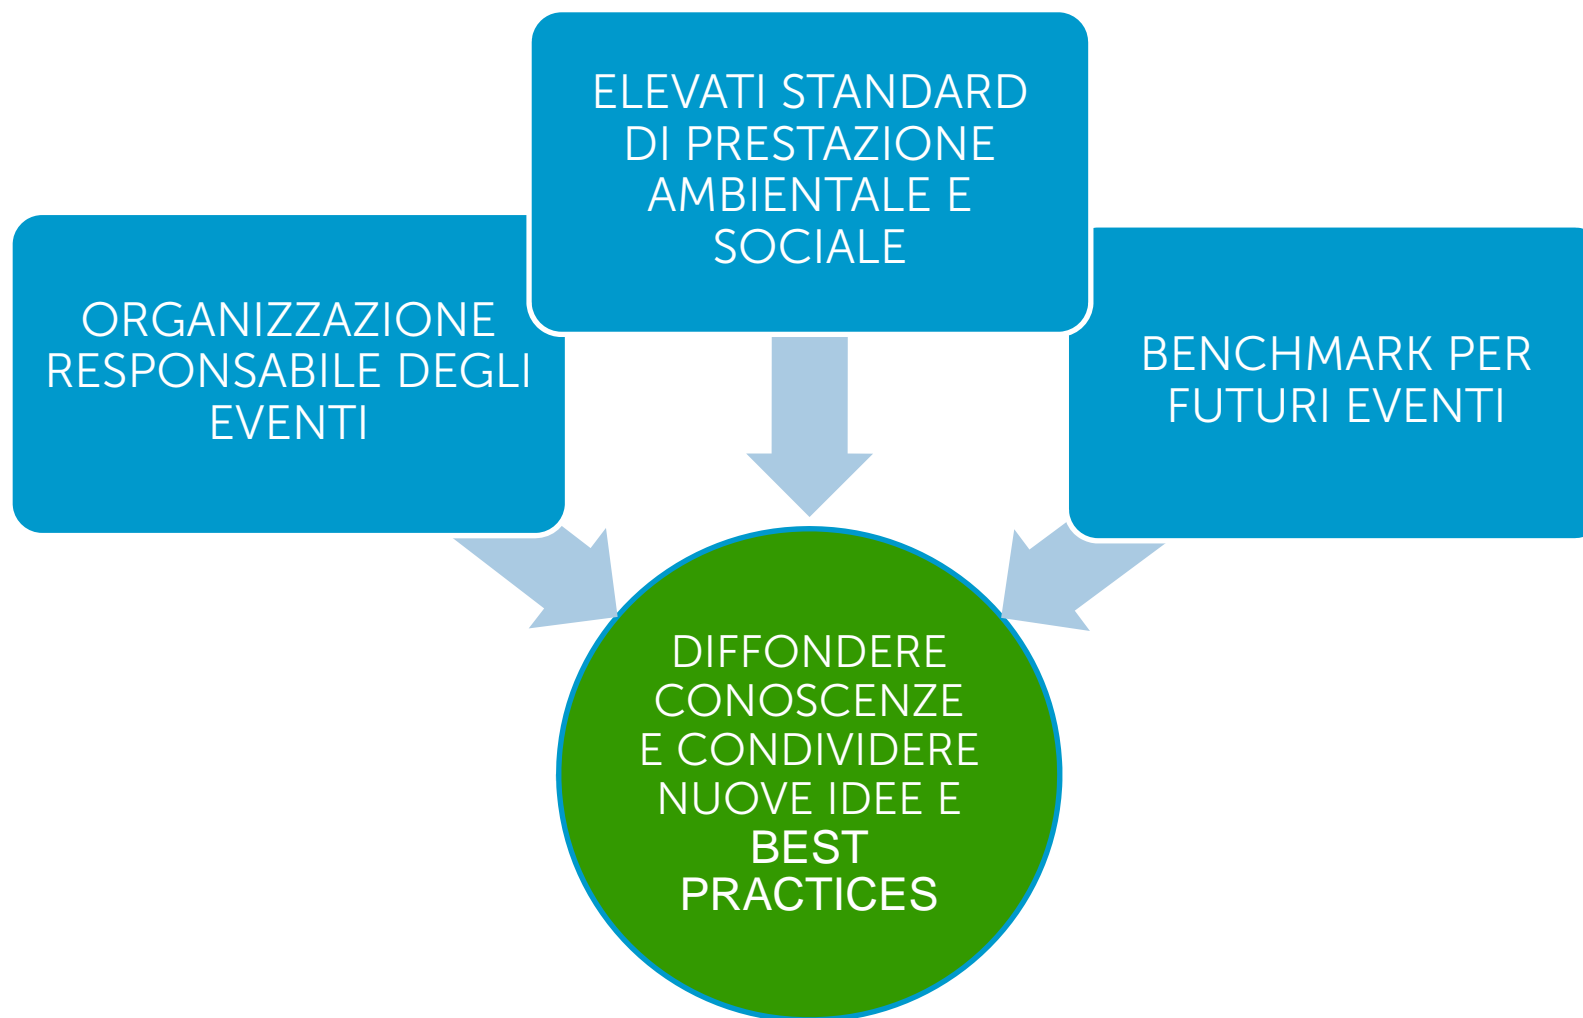 ELEVATI STANDARD
DI PRESTAZIONE
AMBIENTALE E
SOCIALE
ORGANIZZAZIONE
RESPONSABILE DEGLI
EVENTI
BENCHMARK PER
FUTURI EVENTI
DIFFONDERE
CONOSCENZE
E CONDIVIDERE
NUOVE IDEE E
BEST
PRACTICES